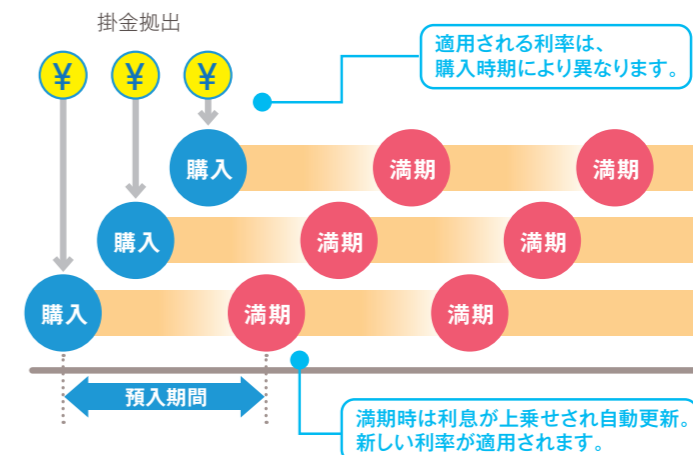 掛金拠出
¥ ¥ ¥
適用される利率は、
購入時期により異なります。
購入 満期 満期
購入 満期 満期
購入 満期 満期
預入期間
満期時は利息が上乗せされ自動更新。
新しい利率が適用されます。